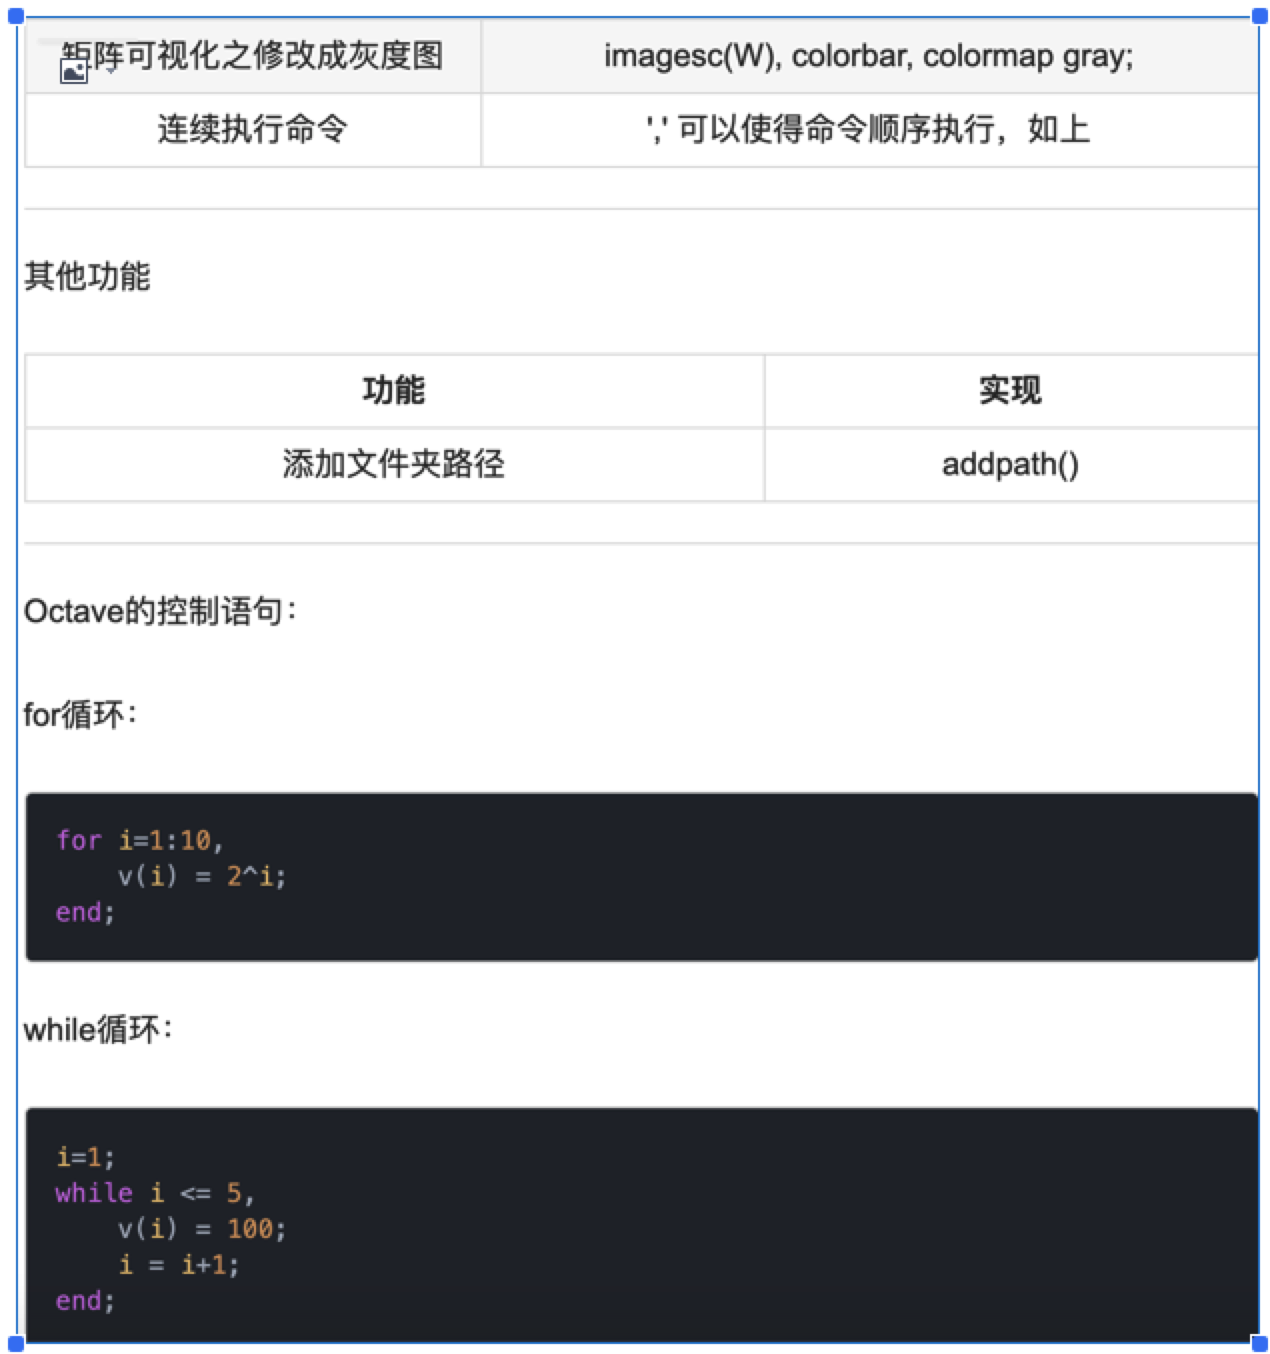 矩阵可视化之修改成灰度图 imagesc(W), colorbar, colormap gray;
连续执行命令 ',' 可以使得命令顺序执行，如上
其他功能
功能 实现
添加文件夹路径 addpath()
Octave的控制语句：
for循环：
for i=1:10,
    v(i) = 2^i;
end;
while循环：
i=1;
while i <= 5,
    v(i) = 100;
    i = i+1;
end;